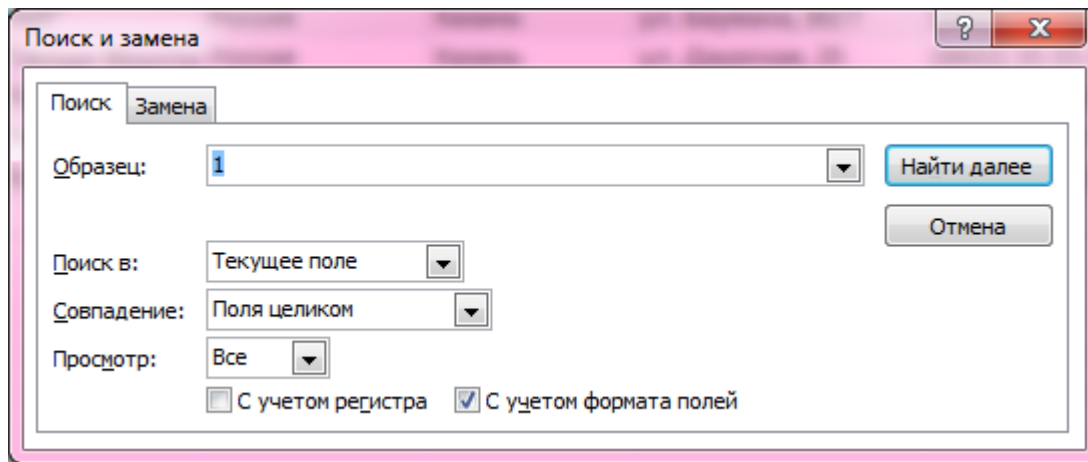 Поиск и замена
Поиск Замена
Образец: 1 Найти далее
Отмена
Поиск в: Текущее поле
Совпадение: Поля целиком
Просмотр: Все
С учетом регистра С учетом формата полей